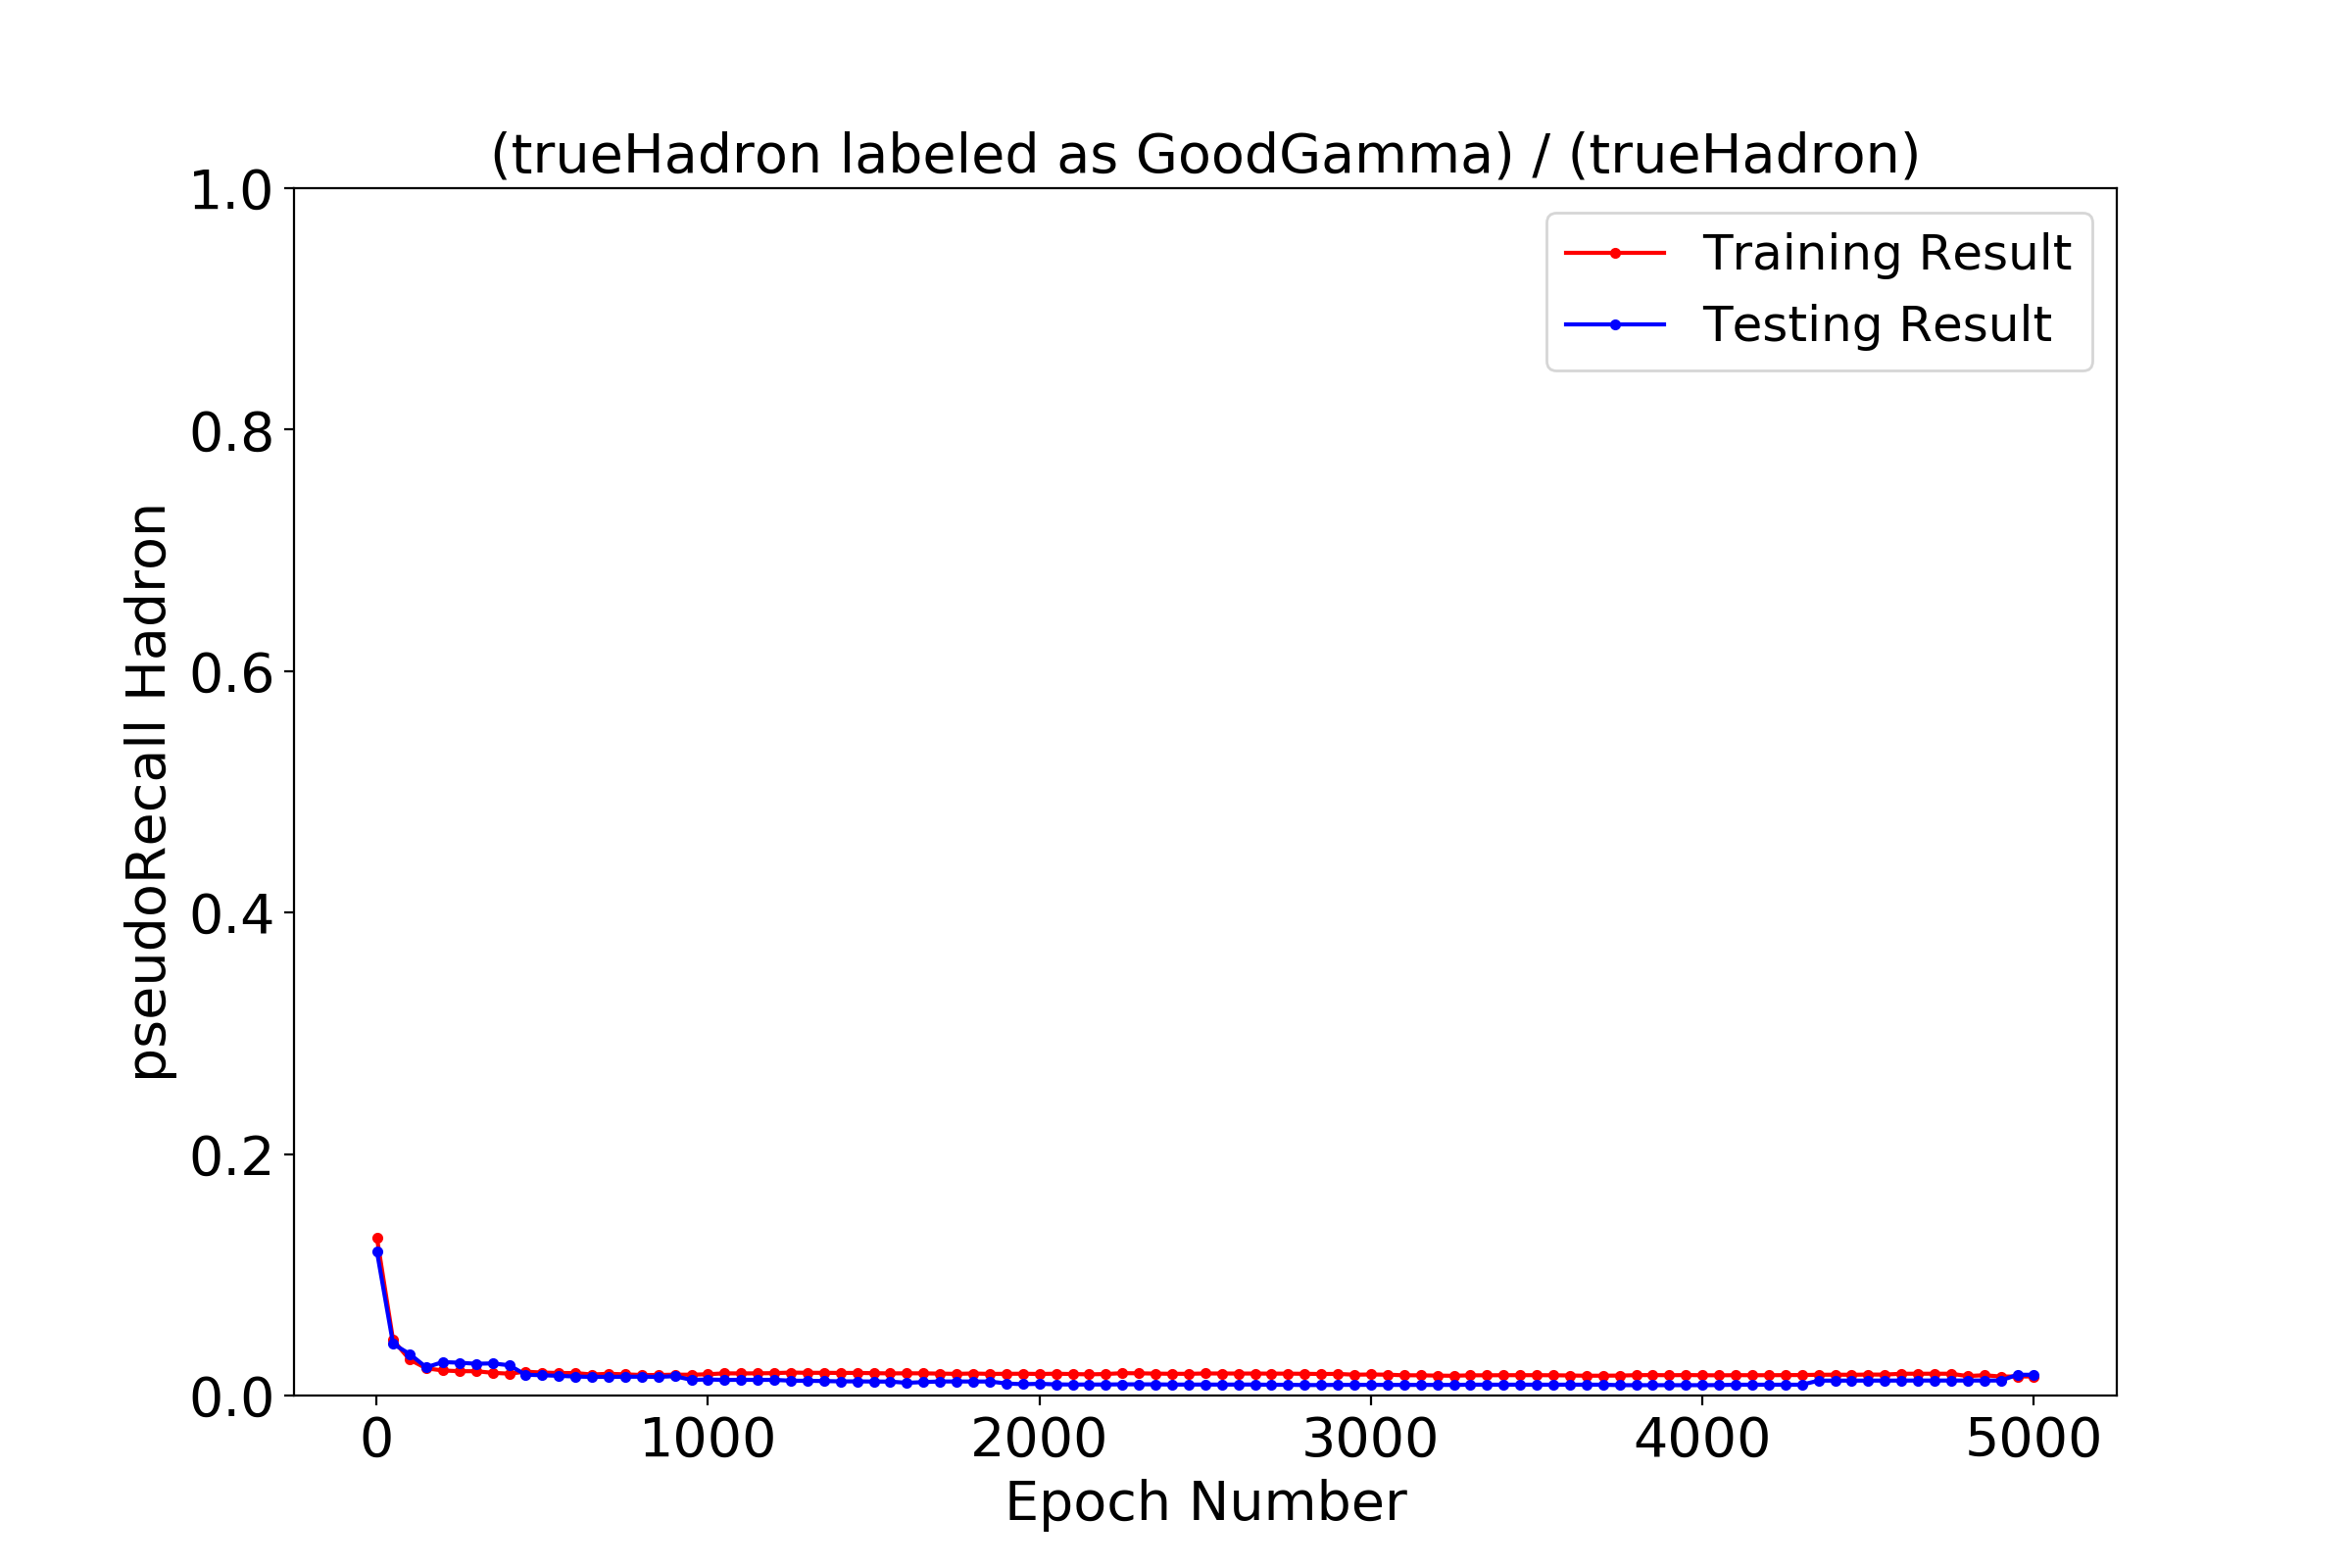 (trueHadron labeled as GoodGamma) / (trueHadron)
1.0
0.8
0.6
0.4
0.2
0.0
pseudoRecall Hadron
Training Result
Testing Result
0 1000 2000 3000 4000 5000
Epoch Number